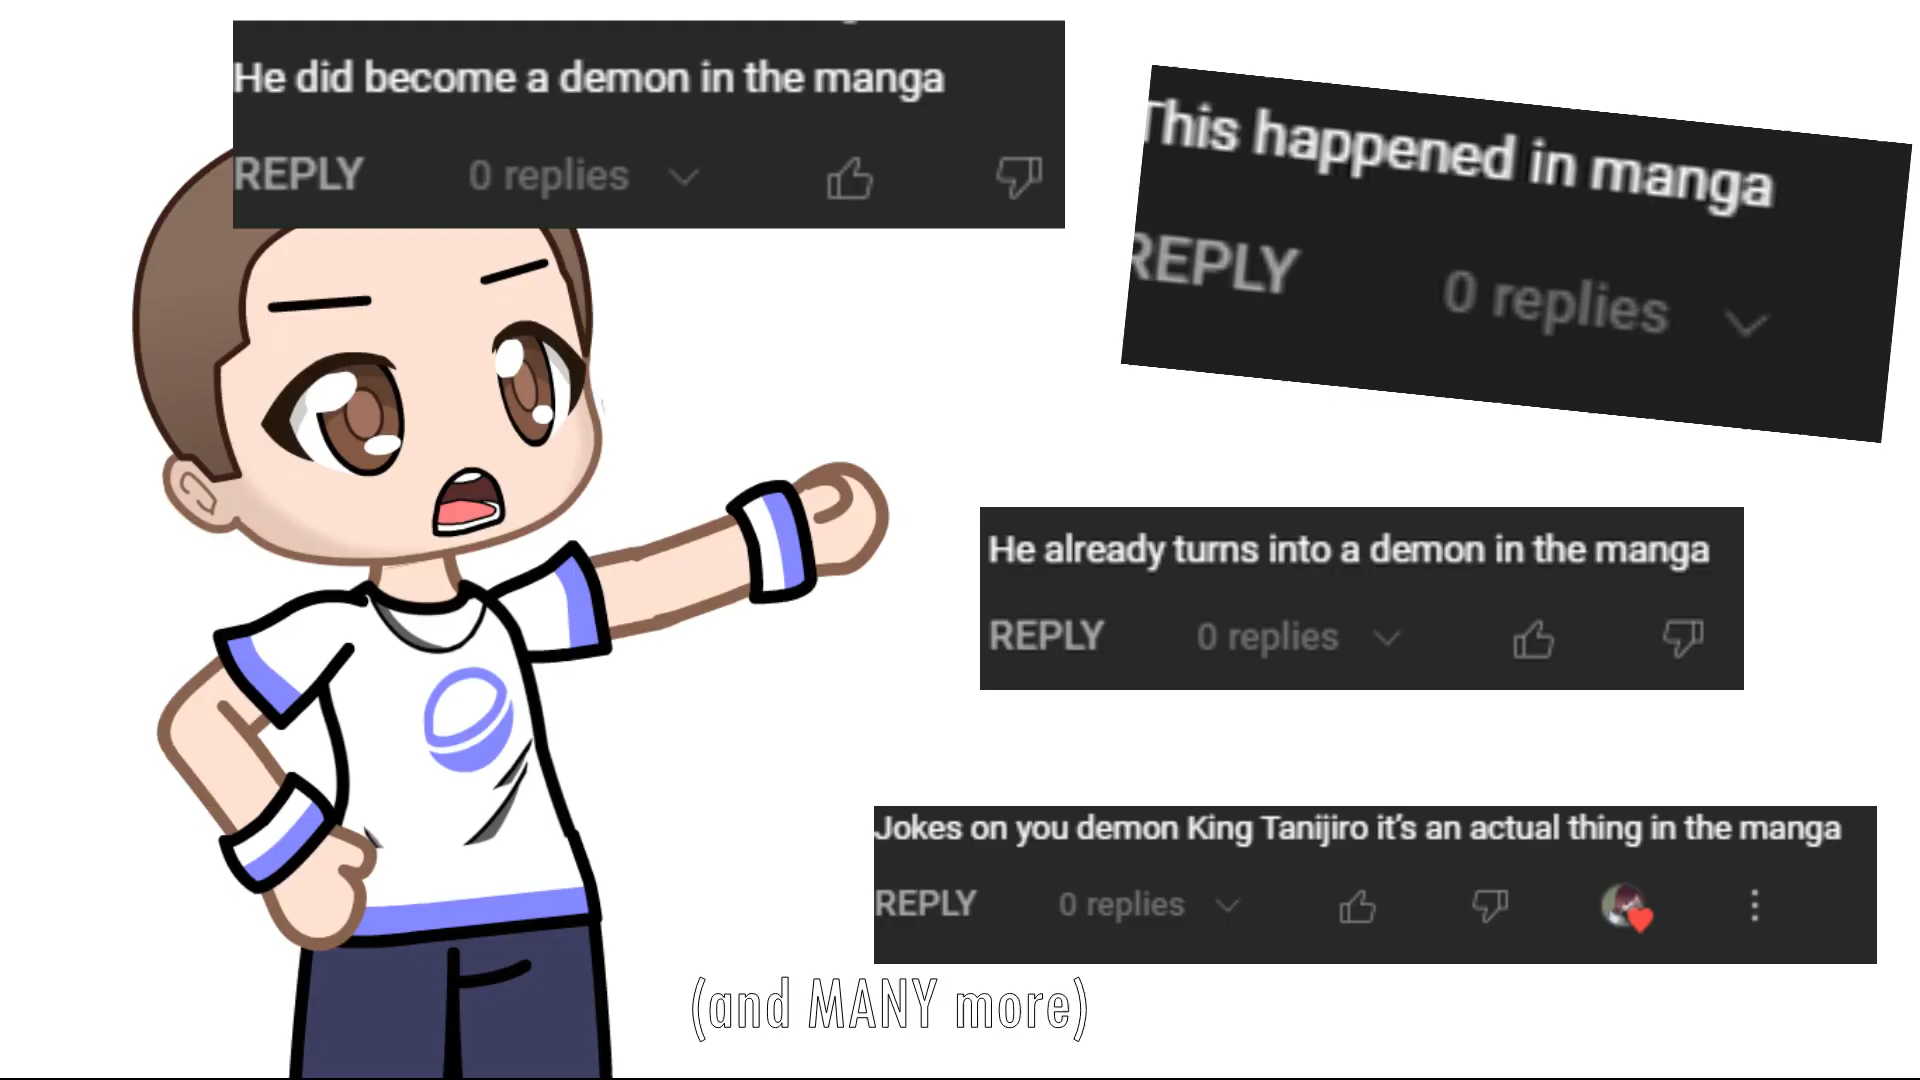 He did become a demon in the manga
REPLY 0 replies
This happened in manga
REPLY 0 replies
He already turns into a demon in the manga
REPLY 0 replies
Jokes on you demon King Tanijiro it's an actual thing in the manga
REPLY 0 replies
(and MANY more)